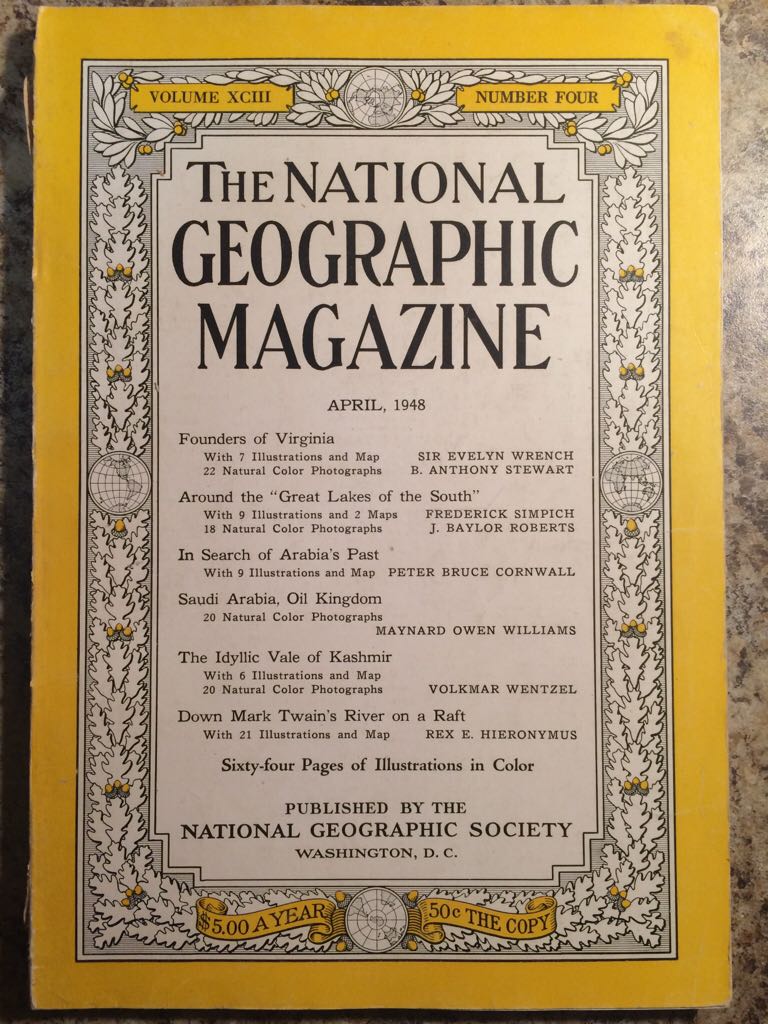 VOLUME XCIII
NUMBER FOUR
THE NATIONAL
GEOGRAPHIC
MAGAZINE
APRIL, 1948
Founders of Virginia
With 7 Illustrations and Map SIR EVELYN WRENCH
22 Natural Color Photographs B. ANTHONY STEWART
Around the “Great Lakes of the South”
With 9 Illustrations and 2 Maps FREDERICK SIMPICH
18 Natural Color Photographs J. BAYLOR ROBERTS
In Search of Arabia's Past
With 9 Illustrations and Map PETER BRUCE CORNWALL
Saudi Arabia, Oil Kingdom
20 Natural Color Photographs
MAYNARD OWEN WILLIAMS
The Idyllic Vale of Kashmir
With 6 Illustrations and Map
20 Natural Color Photographs VOLKMAR WENTZEL
Down Mark Twain's River on a Raft
With 21 Illustrations and Map REX E. HIERONYMUS
Sixty-four Pages of Illustrations in Color
PUBLISHED BY THE
NATIONAL GEOGRAPHIC SOCIETY
WASHINGTON, D. C.
$5.00 A YEAR
50c THE COPY